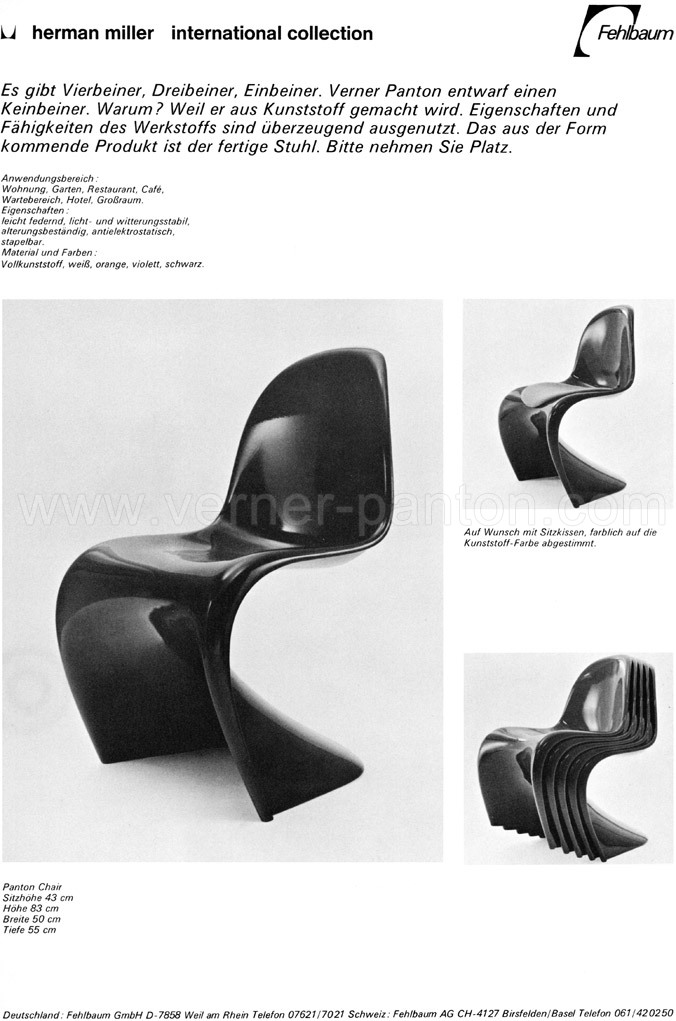 herman miller international collection
Fehlbaum
Es gibt Vierbeiner, Dreibeiner, Einbeiner. Verner Panton entwarf einen
Keinbeiner. Warum? Weil er aus Kunststoff gemacht wird. Eigenschaften und
Fähigkeiten des Werkstoffs sind überzeugend ausgenutzt. Das aus der Form
kommende Produkt ist der fertige Stuhl. Bitte nehmen Sie Platz.
Anwendungsbereich:
Wohnung, Garten, Restaurant, Café,
Wartebereich, Hotel, Großraum.
Eigenschaften:
leicht federnd, licht- und witterungsstabil,
alterungsbeständig, antielektrostatisch,
stapelbar.
Material und Farben:
Vollkunststoff, weiß, orange, violett, schwarz.
www.verner-panton.com
Auf Wunsch mit Sitzkissen, farblich auf die
Kunststoff-Farbe abgestimmt.
Panton Chair
Sitzhöhe 43 cm
Höhe 83 cm
Breite 50 cm
Tiefe 55 cm
Deutschland: Fehlbaum GmbH D-7858 Weil am Rhein Telefon 07621/7021 Schweiz: Fehlbaum AG CH-4127 Birsfelden/Basel Telefon 061/420250